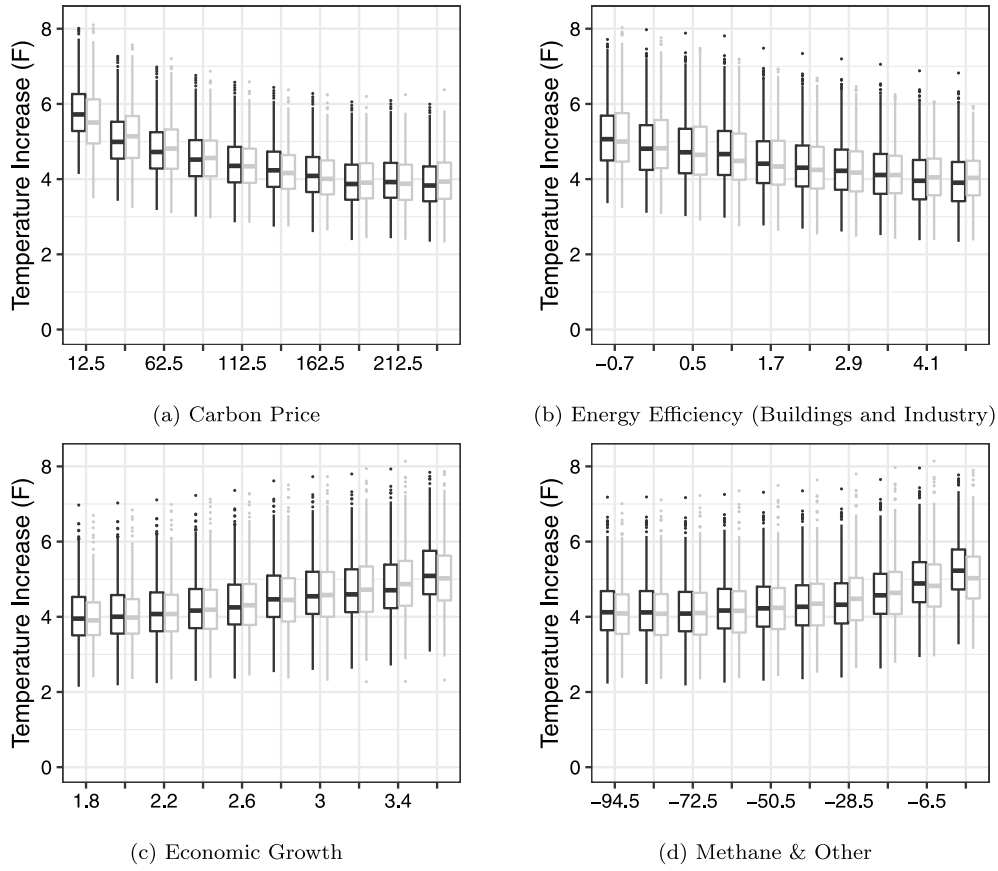 Temperature Increase (F)
8
6
4
2
0
12.5 62.5 112.5 162.5 212.5
(a) Carbon Price
Temperature Increase (F)
8
6
4
2
0
−0.7 0.5 1.7 2.9 4.1
(b) Energy Efficiency (Buildings and Industry)
Temperature Increase (F)
8
6
4
2
0
1.8 2.2 2.6 3 3.4
(c) Economic Growth
Temperature Increase (F)
8
6
4
2
0
−94.5 −72.5 −50.5 −28.5 −6.5
(d) Methane & Other